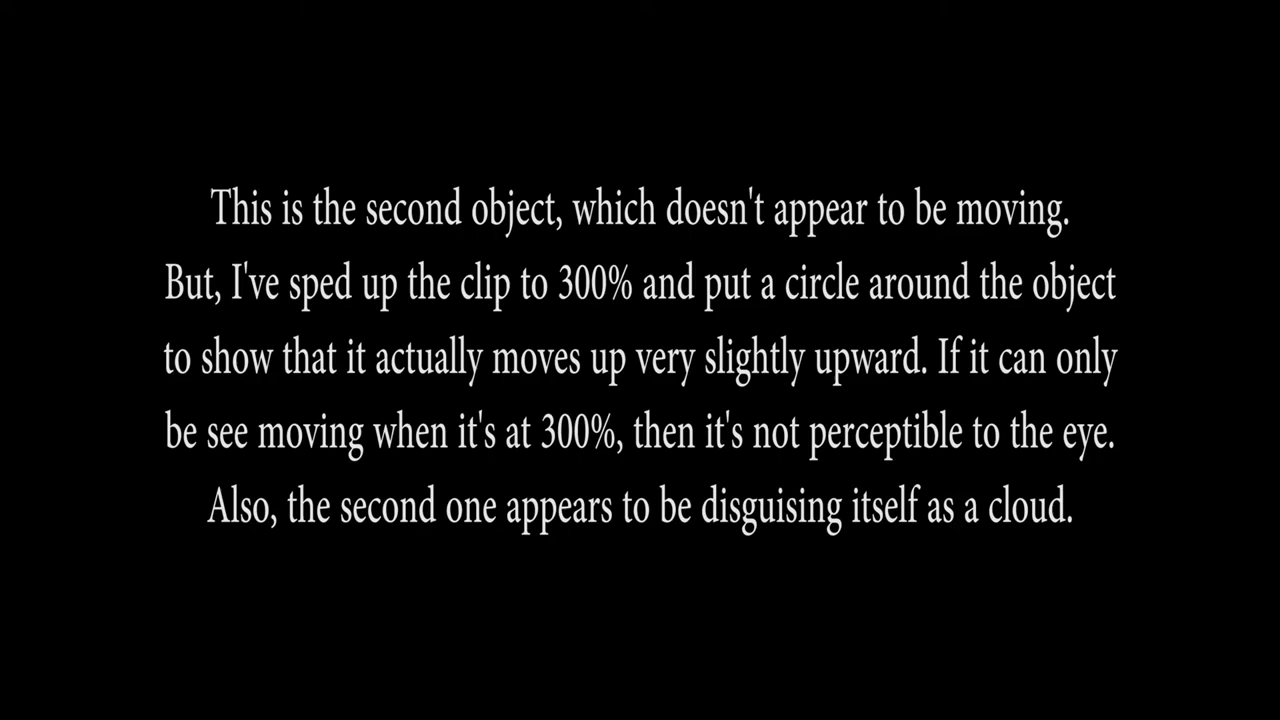 This is the second object, which doesn't appear to be moving.
But, I've sped up the clip to 300% and put a circle around the object
to show that it actually moves up very slightly upward. If it can only
be see moving when it's at 300%, then it's not perceptible to the eye.
Also, the second one appears to be disguising itself as a cloud.